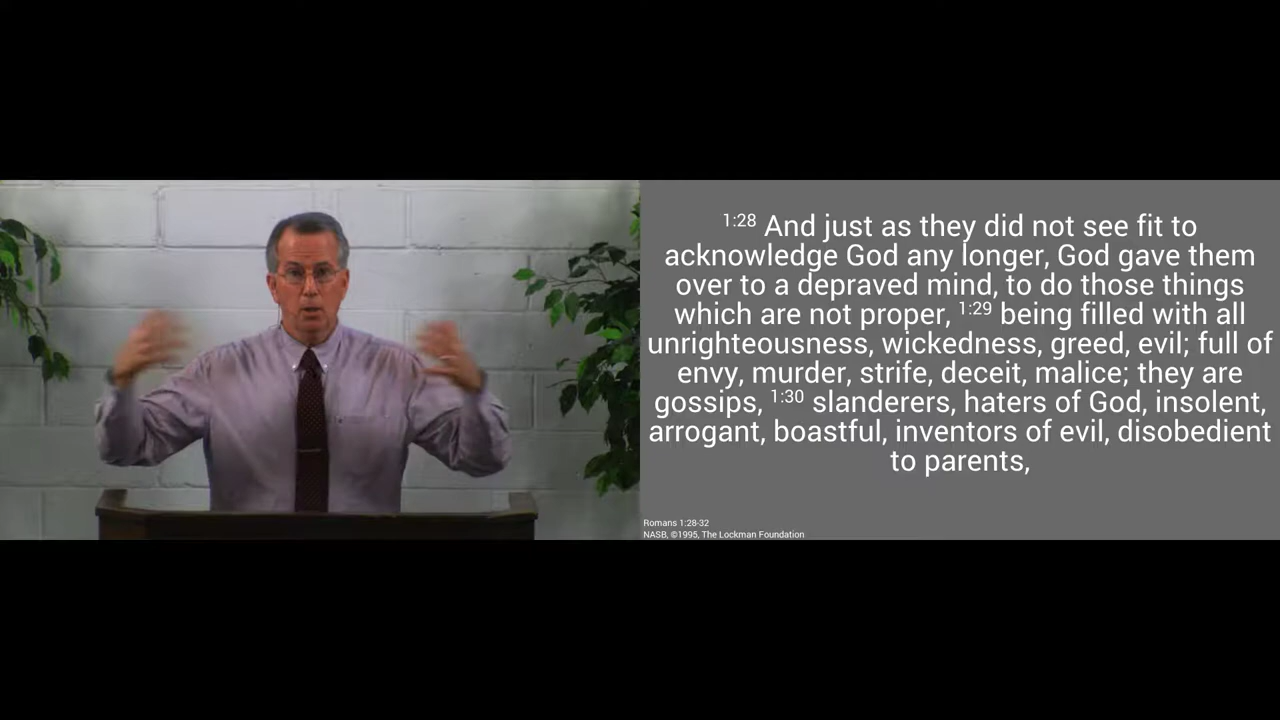 1:28 And just as they did not see fit to
acknowledge God any longer, God gave them
over to a depraved mind, to do those things
which are not proper, 1:29 being filled with all
unrighteousness, wickedness, greed, evil; full of
envy, murder, strife, deceit, malice; they are
gossips, 1:30 slanderers, haters of God, insolent,
arrogant, boastful, inventors of evil, disobedient
to parents,
Romans 1:28-32
NASB, ©1995, The Lockman Foundation